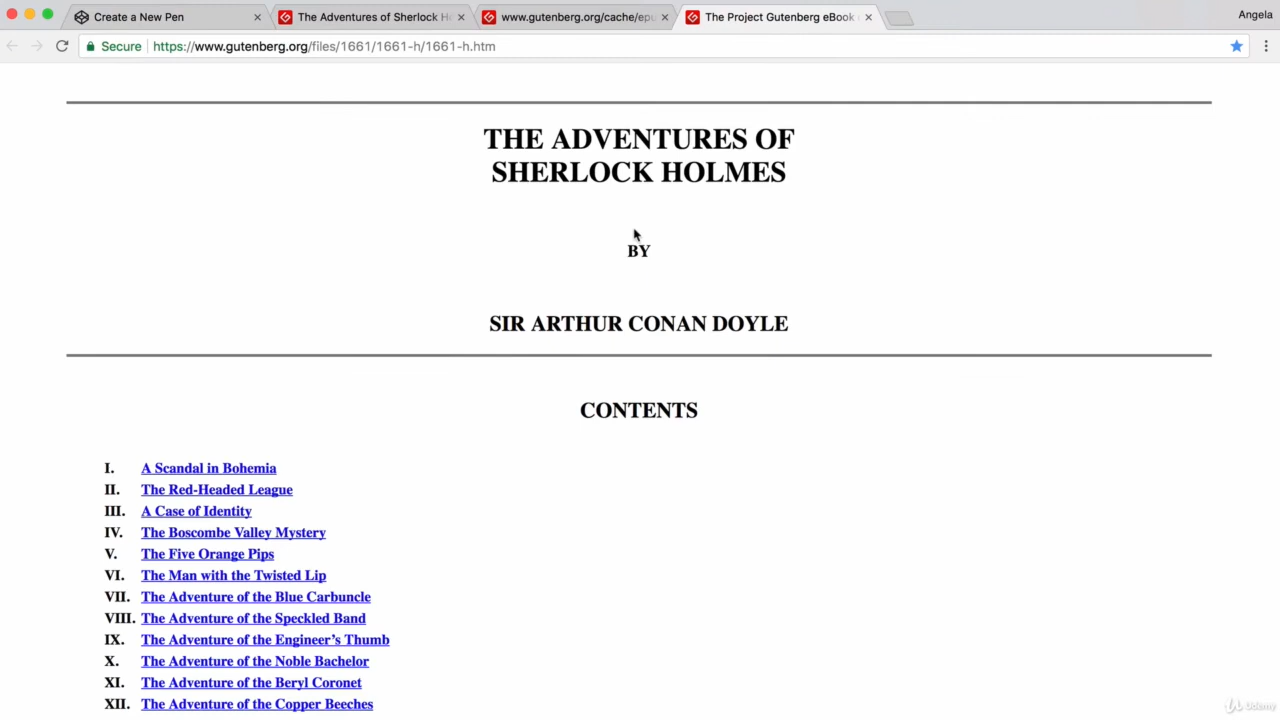 Create a New Pen
The Adventures of Sherlock H
www.gutenberg.org/cache/epu
The Project Gutenberg eBook
Angela
Secure
https://www.gutenberg.org/files/1661/1661-h/1661-h.htm
THE ADVENTURES OF
SHERLOCK HOLMES
BY
SIR ARTHUR CONAN DOYLE
CONTENTS
I. A Scandal in Bohemia
II. The Red-Headed League
III. A Case of Identity
IV. The Boscombe Valley Mystery
V. The Five Orange Pips
VI. The Man with the Twisted Lip
VII. The Adventure of the Blue Carbuncle
VIII. The Adventure of the Speckled Band
IX. The Adventure of the Engineer’s Thumb
X. The Adventure of the Noble Bachelor
XI. The Adventure of the Beryl Coronet
XII. The Adventure of the Copper Beeches
Udemy